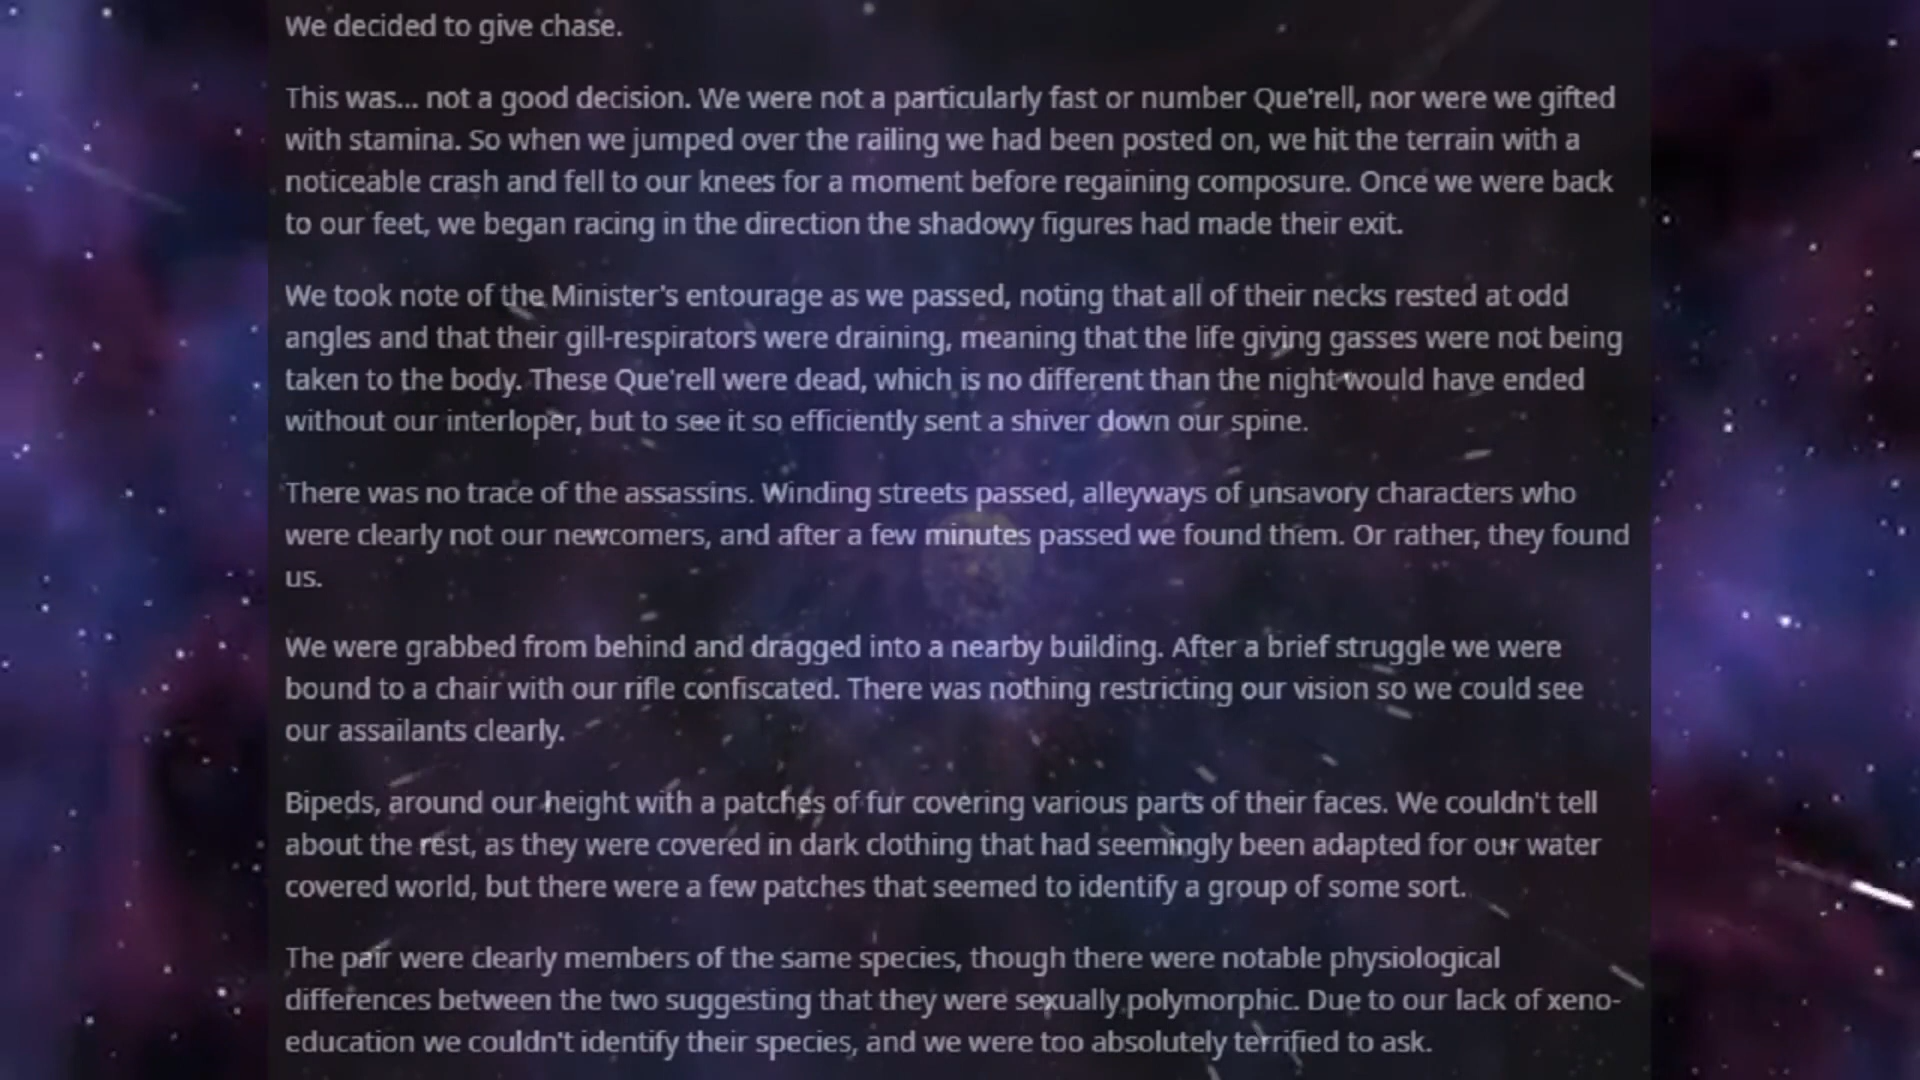 We decided to give chase.
This was... not a good decision. We were not a particularly fast or number Que'rell, nor were we gifted
with stamina. So when we jumped over the railing we had been posted on, we hit the terrain with a
noticeable crash and fell to our knees for a moment before regaining composure. Once we were back
to our feet, we began racing in the direction the shadowy figures had made their exit.
We took note of the Minister's entourage as we passed, noting that all of their necks rested at odd
angles and that their gill-respirators were draining, meaning that the life giving gasses were not being
taken to the body. These Que'rell were dead, which is no different than the night would have ended
without our interloper, but to see it so efficiently sent a shiver down our spine.
There was no trace of the assassins. Winding streets passed, alleyways of unsavory characters who
were clearly not our newcomers, and after a few minutes passed we found them. Or rather, they found
us.
We were grabbed from behind and dragged into a nearby building. After a brief struggle we were
bound to a chair with our rifle confiscated. There was nothing restricting our vision so we could see
our assailants clearly.
Bipeds, around our height with a patches of fur covering various parts of their faces. We couldn't tell
about the rest, as they were covered in dark clothing that had seemingly been adapted for our water
covered world, but there were a few patches that seemed to identify a group of some sort.
The pair were clearly members of the same species, though there were notable physiological
differences between the two suggesting that they were sexually polymorphic. Due to our lack of xeno-
education we couldn't identify their species, and we were too absolutely terrified to ask.